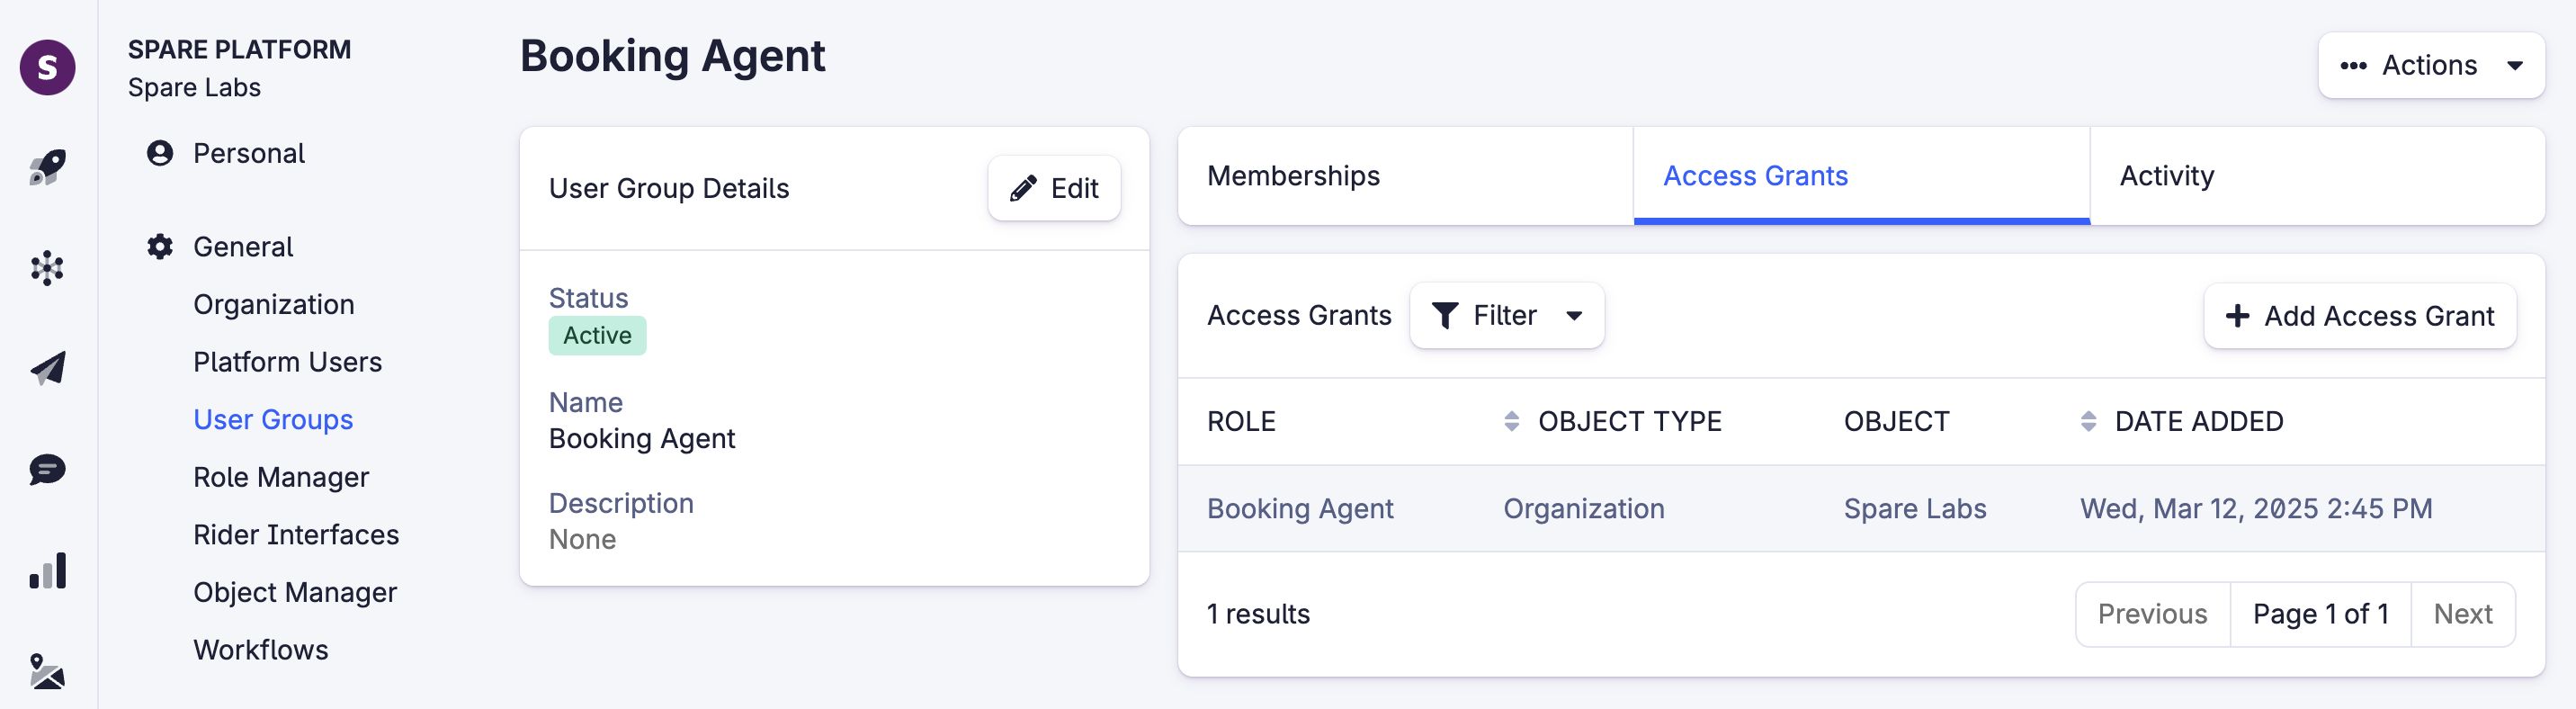 S
SPARE PLATFORM
Spare Labs
Personal
General
Organization
Platform Users
User Groups
Role Manager
Rider Interfaces
Object Manager
Workflows
Booking Agent
Actions
User Group Details
Edit
Status
Active
Name
Booking Agent
Description
None
Memberships
Access Grants
Activity
Access Grants
Filter
Add Access Grant
ROLE OBJECT TYPE OBJECT DATE ADDED
Booking Agent Organization Spare Labs Wed, Mar 12, 2025 2:45 PM
1 results
Previous
Page 1 of 1
Next